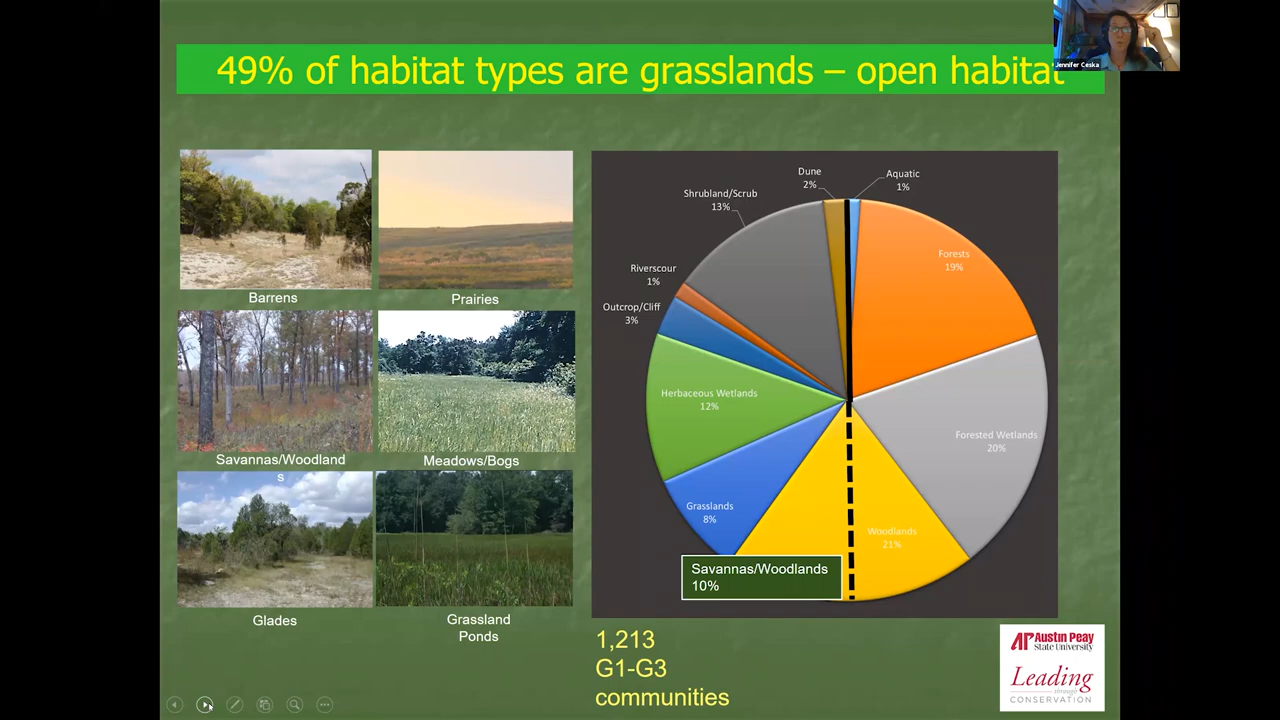 49% of habitat types are grasslands – open habitat
Jennifer Ceska
Barrens
Prairies
Savannas/Woodland
s
Meadows/Bogs
Glades
Grassland
Ponds
Dune
2%
Aquatic
1%
Shrubland/Scrub
13%
Forests
19%
Riverscour
1%
Outcrop/Cliff
3%
Herbaceous Wetlands
12%
Forested Wetlands
20%
Grasslands
8%
Woodlands
21%
Savannas/Woodlands
10%
1,213
G1-G3
communities
AP Austin Peay
State University
Leading
through
CONSERVATION